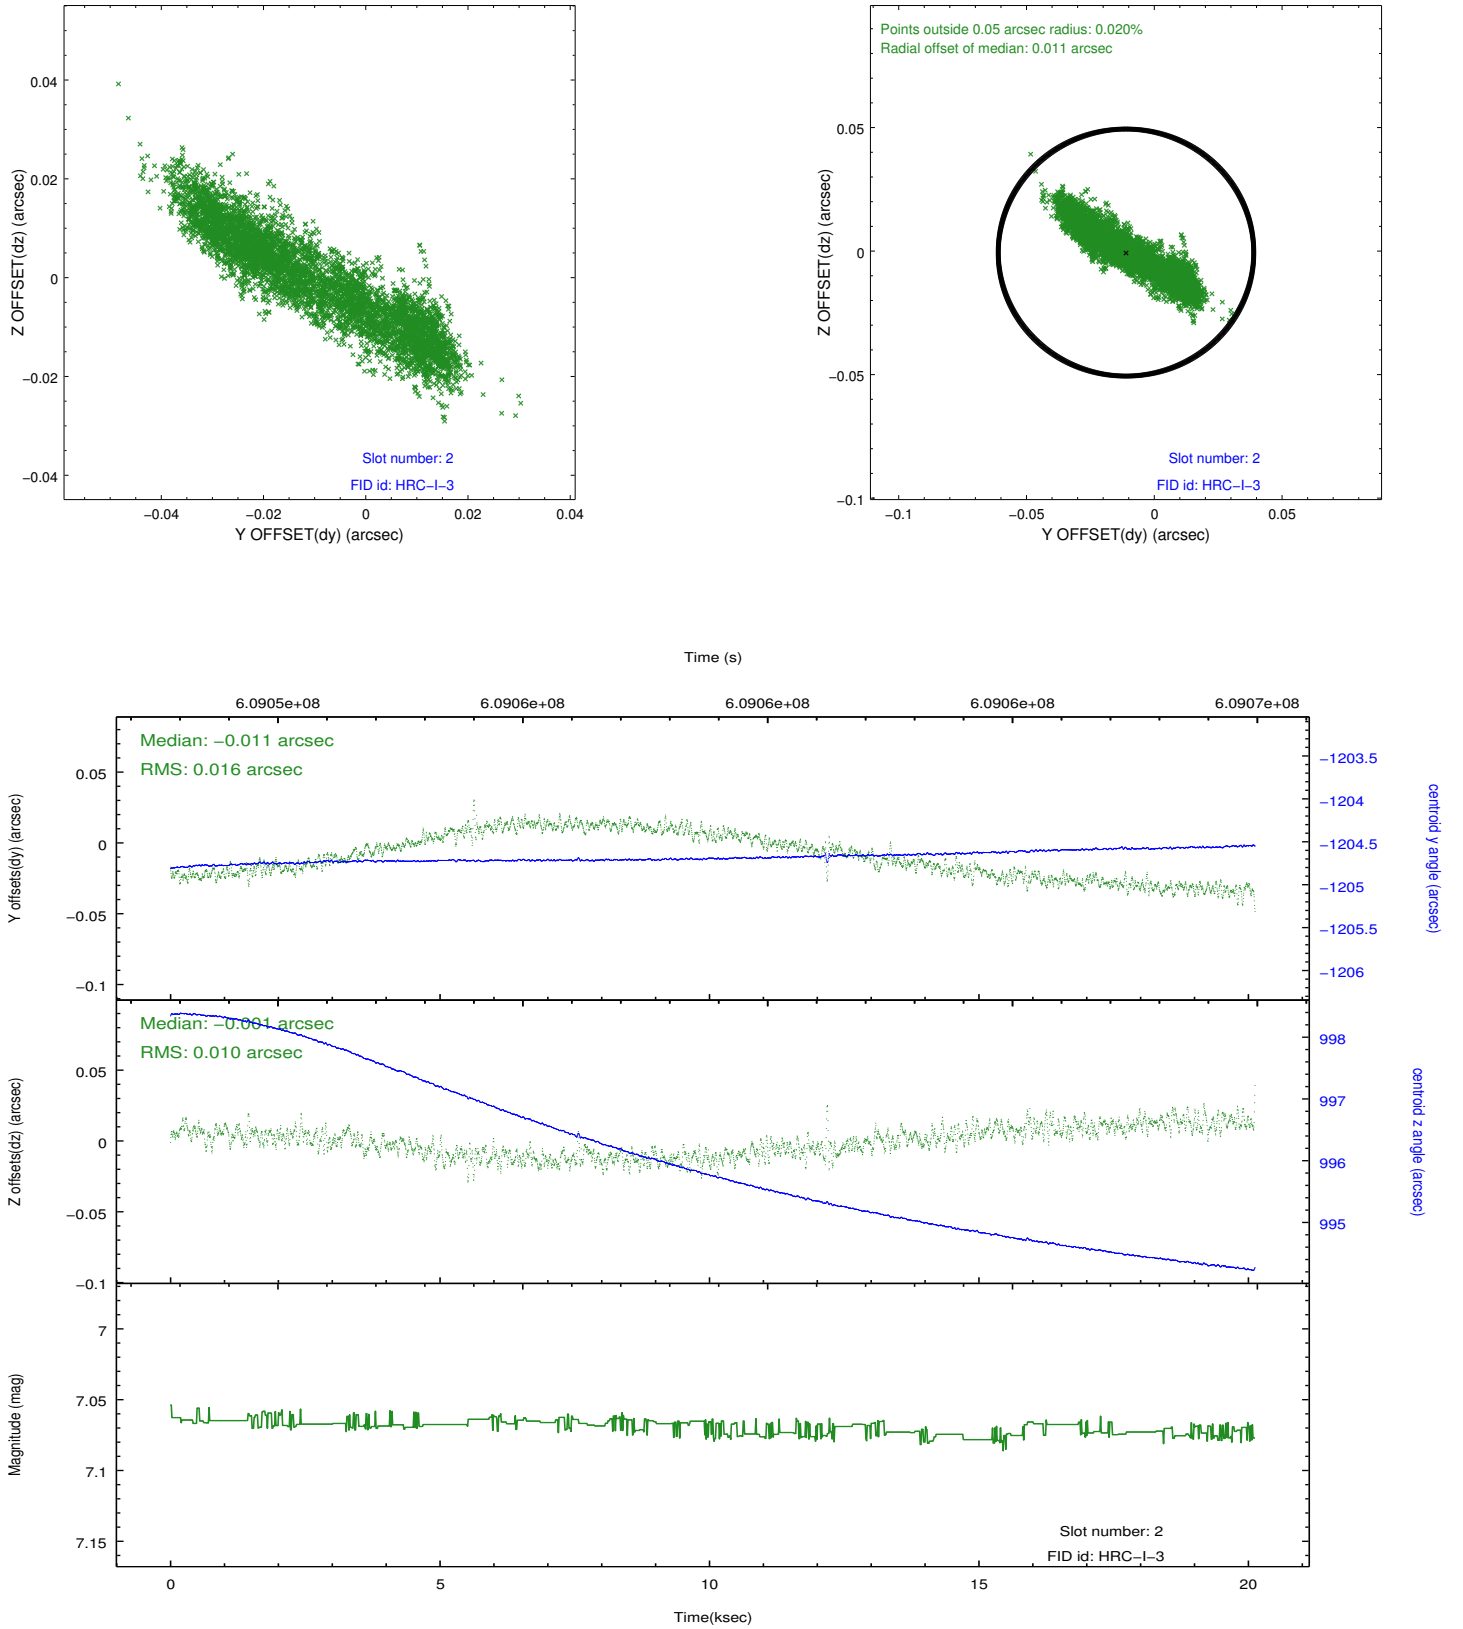 0.04
0.02
0
−0.02
−0.04
Z OFFSET(dz) (arcsec)
Slot number: 2
FID id: HRC−I−3
−0.04 −0.02 0 0.02 0.04
Y OFFSET(dy) (arcsec)
Points outside 0.05 arcsec radius: 0.020%
Radial offset of median: 0.011 arcsec
0.05
0
−0.05
−0.1
Z OFFSET(dz) (arcsec)
Slot number: 2
FID id: HRC−I−3
−0.1 −0.05 0 0.05
Y OFFSET(dy) (arcsec)
Time (s)
6.0905e+08 6.0906e+08 6.0906e+08 6.0906e+08 6.0907e+08
Median: −0.011 arcsec
RMS: 0.016 arcsec
0.05
0
−0.05
−0.1
Y offsets(dy) (arcsec)
−1203.5
−1204
−1204.5
−1205
−1205.5
−1206
centroid y angle (arcsec)
Median: −0.001 arcsec
RMS: 0.010 arcsec
0.05
0
−0.05
−0.1
Z offsets(dz) (arcsec)
998
997
996
995
centroid z angle (arcsec)
7
7.05
7.1
7.15
Magnitude (mag)
Slot number: 2
FID id: HRC−I−3
0 5 10 15 20
Time(ksec)